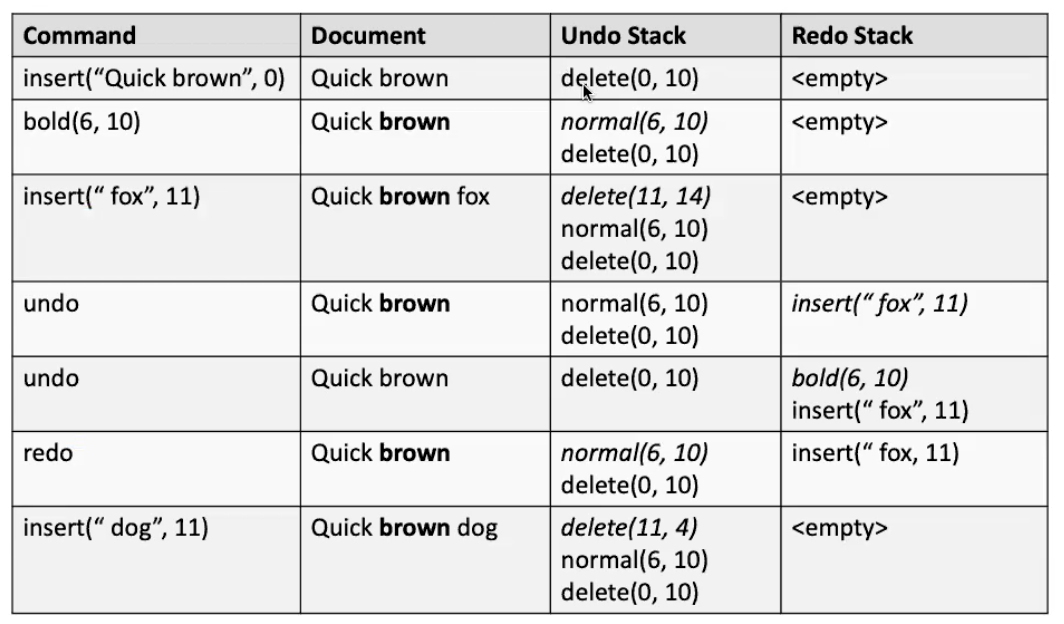 Command Document Undo Stack Redo Stack
insert(“Quick brown”, 0) Quick brown delete(0, 10) <empty>
bold(6, 10) Quick brown normal(6, 10) <empty>
delete(0, 10)
insert(“ fox”, 11) Quick brown fox delete(11, 14) <empty>
normal(6, 10)
delete(0, 10)
undo Quick brown normal(6, 10) insert(“ fox”, 11)
delete(0, 10)
undo Quick brown delete(0, 10) bold(6, 10)
insert(“ fox”, 11)
redo Quick brown normal(6, 10) insert(“ fox, 11)
delete(0, 10)
insert(“ dog”, 11) Quick brown dog delete(11, 4) <empty>
normal(6, 10)
delete(0, 10)